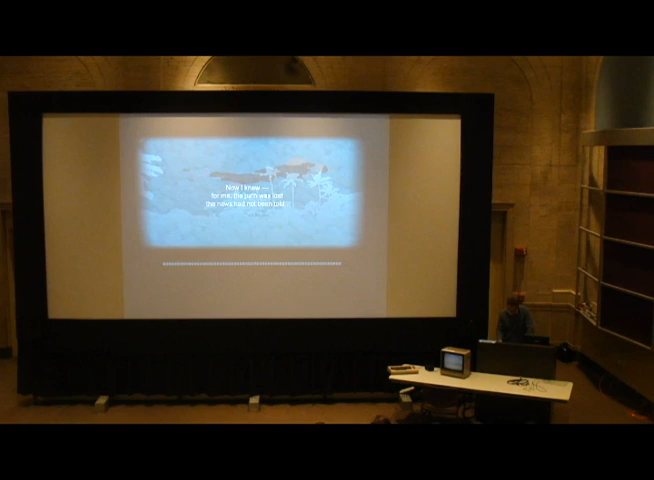 Now I knew —
for me, the path was lost
the news had not been told